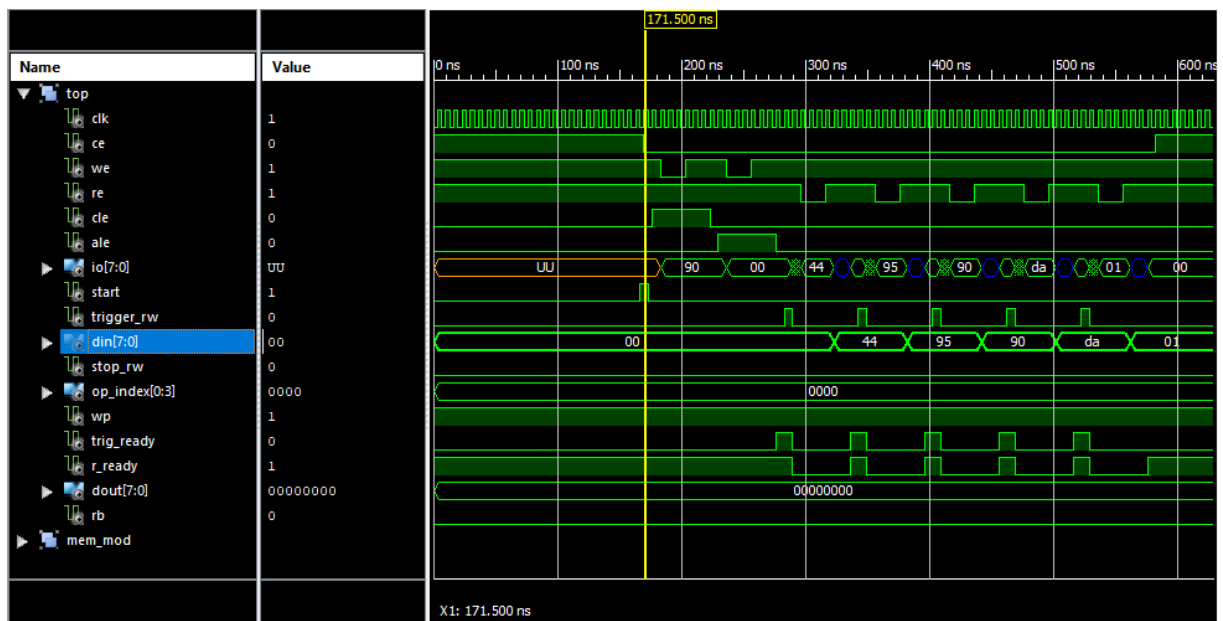 171.500 ns
Name Value 0 ns 100 ns 200 ns 300 ns 400 ns 500 ns 600 ns
top
clk 1
ce 0
we 1
re 1
cle 0
ale 0
io[7:0] UU UU 90 00 44 95 90 da 01 00
start 1
trigger_rw 0
din[7:0] 00 00 44 95 90 da 01
stop_rw 0
op_index[0:3] 0000 0000
wp 1
trig_ready 0
r_ready 1
dout[7:0] 00000000 00000000
rb 0
mem_mod
X1: 171.500 ns